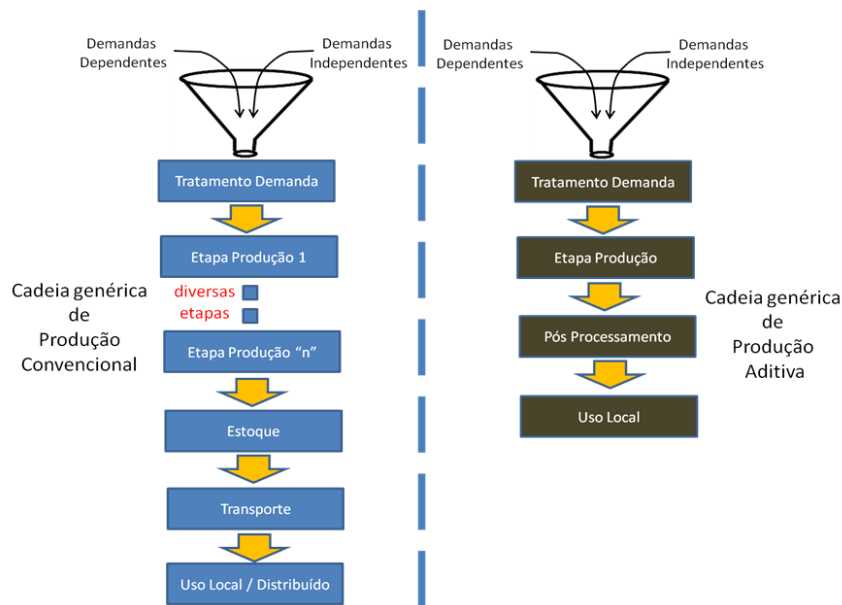 Demandas
Dependentes
Demandas
Independentes
Tratamento Demanda
Etapa Produção 1
diversas
etapas
Etapa Produção “n”
Estoque
Transporte
Uso Local / Distribuído
Cadeia genérica
de
Produção
Convencional
Demandas
Dependentes
Demandas
Independentes
Tratamento Demanda
Etapa Produção
Pós Processamento
Uso Local
Cadeia genérica
de
Produção
Aditiva